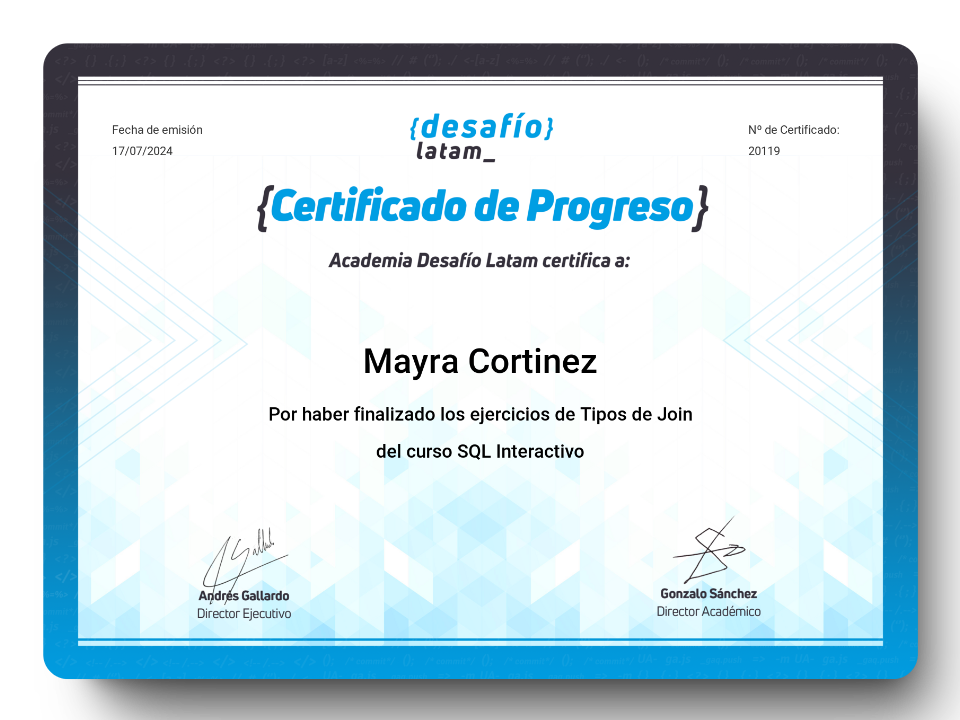 Fecha de emisión
17/07/2024
{desafío}
latam_
Nº de Certificado:
20119
{Certificado de Progreso}
Academia Desafío Latam certifica a:
Mayra Cortinez
Por haber finalizado los ejercicios de Tipos de Join
del curso SQL Interactivo
Andrés Gallardo
Director Ejecutivo
Gonzalo Sánchez
Director Académico